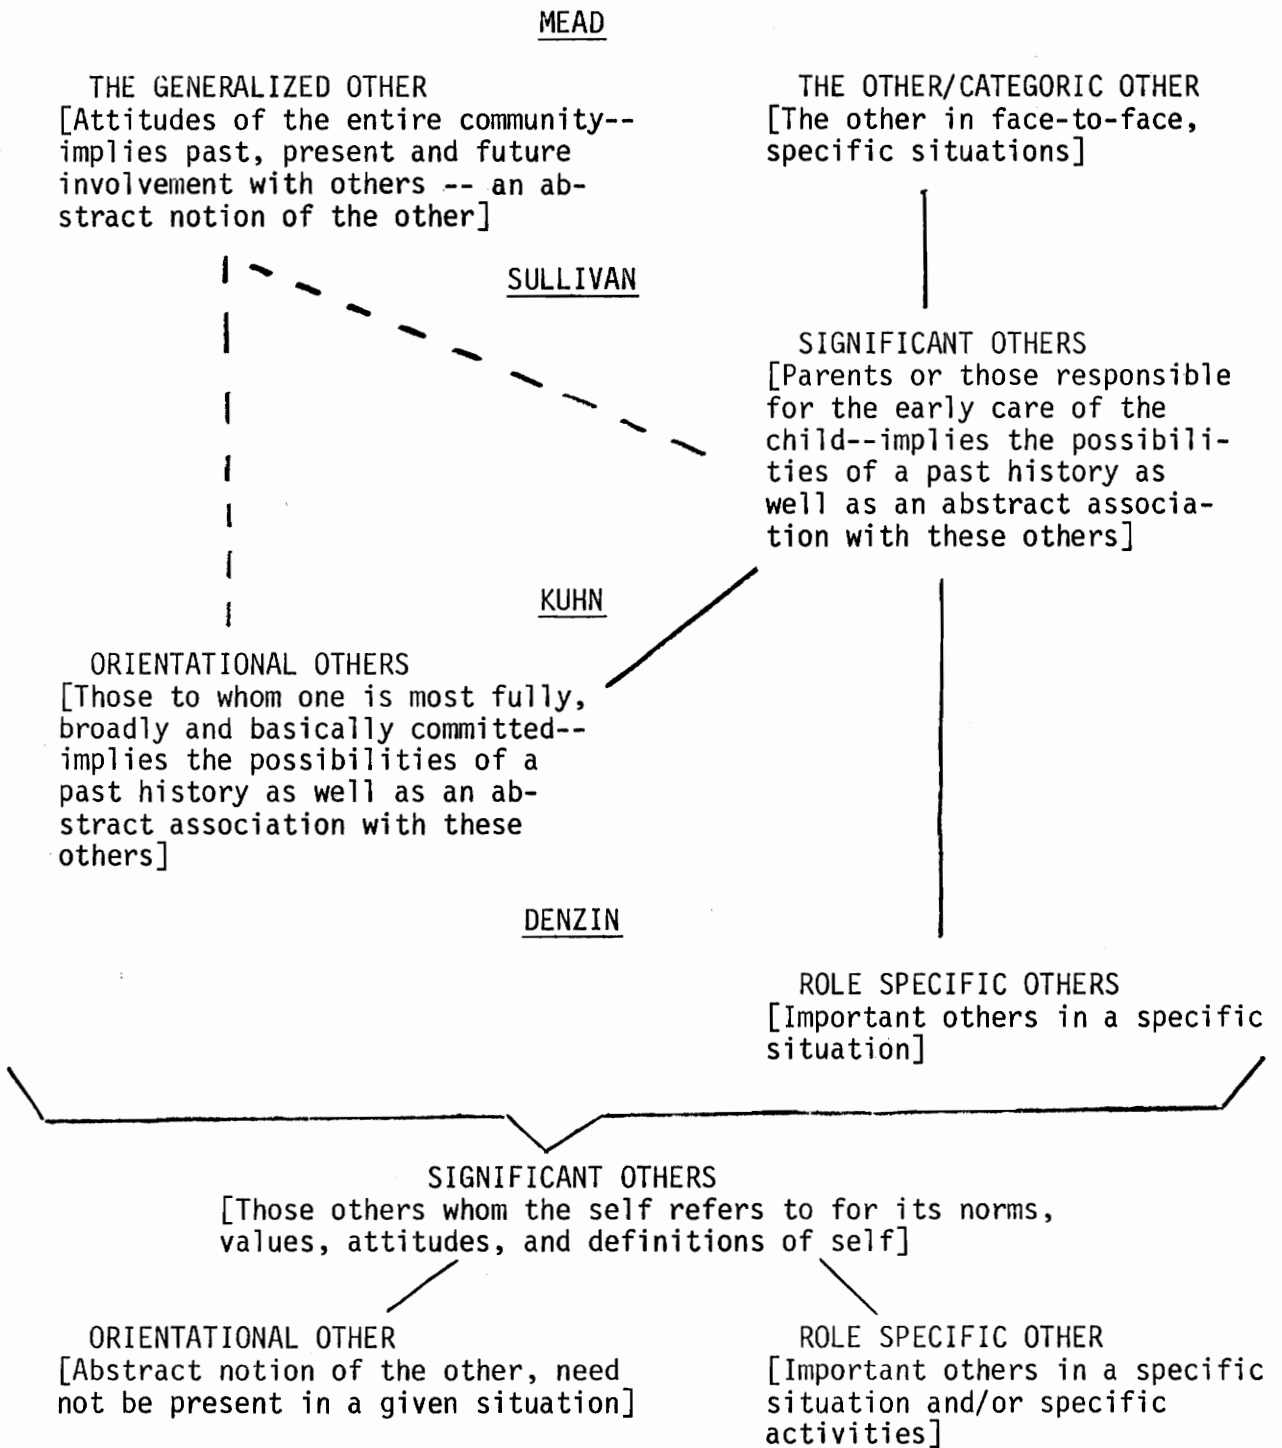 MEAD
THE GENERALIZED OTHER
[Attitudes of the entire community--
implies past, present and future
involvement with others -- an ab-
stract notion of the other]
THE OTHER/CATEGORIC OTHER
[The other in face-to-face,
specific situations]
SULLIVAN
SIGNIFICANT OTHERS
[Parents or those responsible
for the early care of the
child--implies the possibili-
ties of a past history as
well as an abstract associa-
tion with these others]
KUHN
ORIENTATIONAL OTHERS
[Those to whom one is most fully,
broadly and basically committed--
implies the possibilities of a
past history as well as an ab-
stract association with these
others]
DENZIN
ROLE SPECIFIC OTHERS
[Important others in a specific
situation]
SIGNIFICANT OTHERS
[Those others whom the self refers to for its norms,
values, attitudes, and definitions of self]
ORIENTATIONAL OTHER
[Abstract notion of the other, need
not be present in a given situation]
ROLE SPECIFIC OTHER
[Important others in a specific
situation and/or specific
activities]